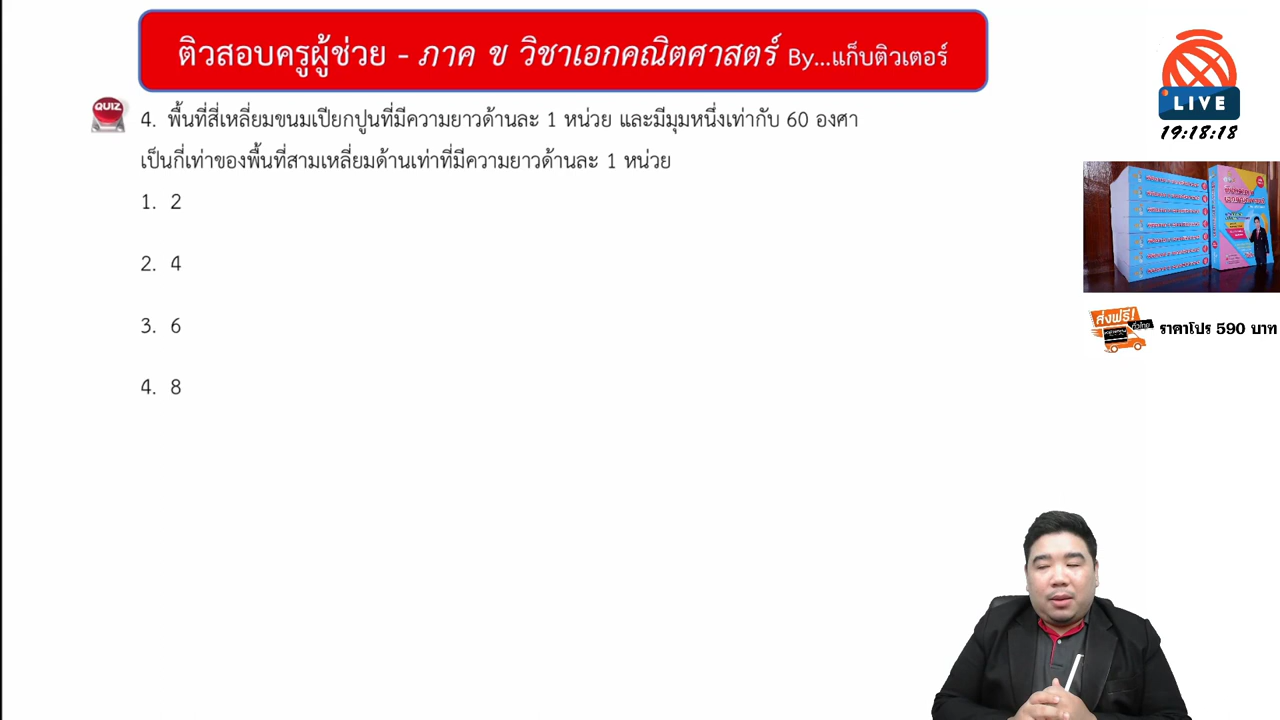 ติวสอบครูผู้ช่วย - ภาค ข วิชาเอกคณิตศาสตร์ By...แก็บติวเตอร์
QUIZ
4. พื้นที่สี่เหลี่ยมขนมเปียกปูนที่มีความยาวด้านละ 1 หน่วย และมีมุมหนึ่งเท่ากับ 60 องศา
เป็นกี่เท่าของพื้นที่สามเหลี่ยมด้านเท่าที่มีความยาวด้านละ 1 หน่วย
1. 2
2. 4
3. 6
4. 8
LIVE
19:18:18
ส่งฟรี!
ทั่วไทย
ราคาโปร 590 บาท